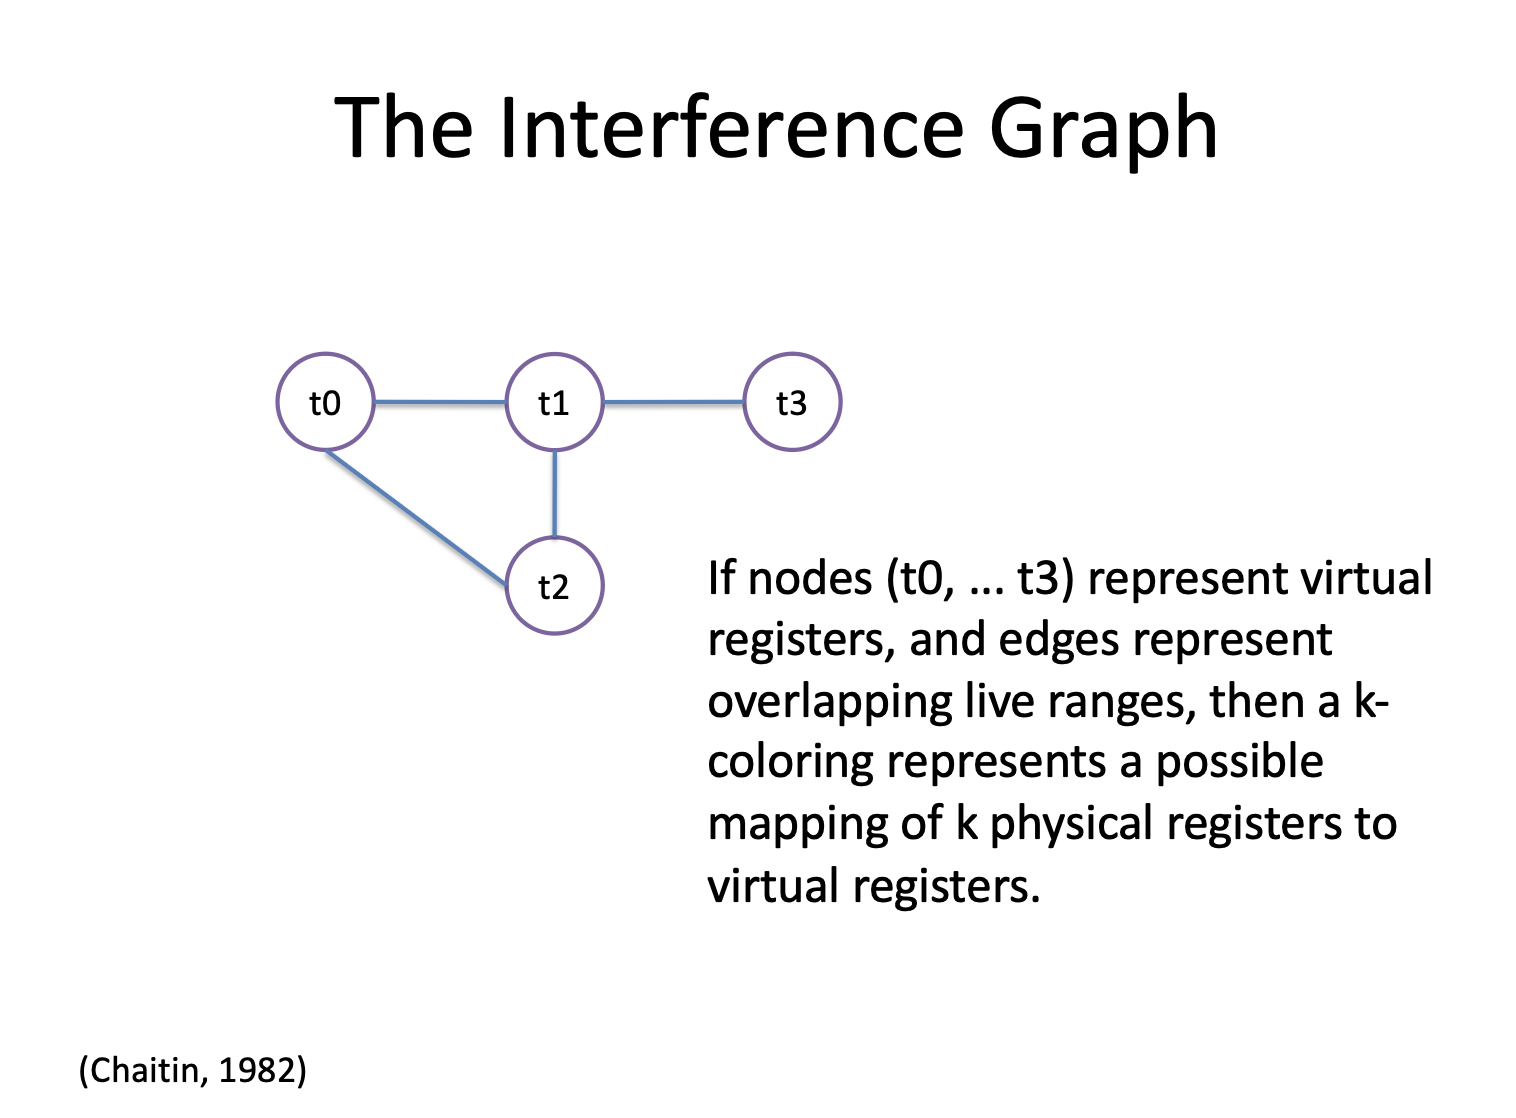 The Interference Graph
t0 t1 t3
t2
If nodes (t0, ... t3) represent virtual
registers, and edges represent
overlapping live ranges, then a k-
coloring represents a possible
mapping of k physical registers to
virtual registers.
(Chaitin, 1982)